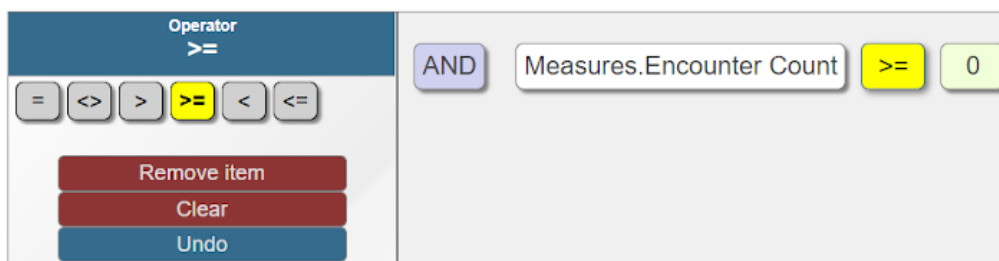 Operator
>=
= <> > >= < <=
Remove item
Clear
Undo
AND Measures.Encounter Count >= 0